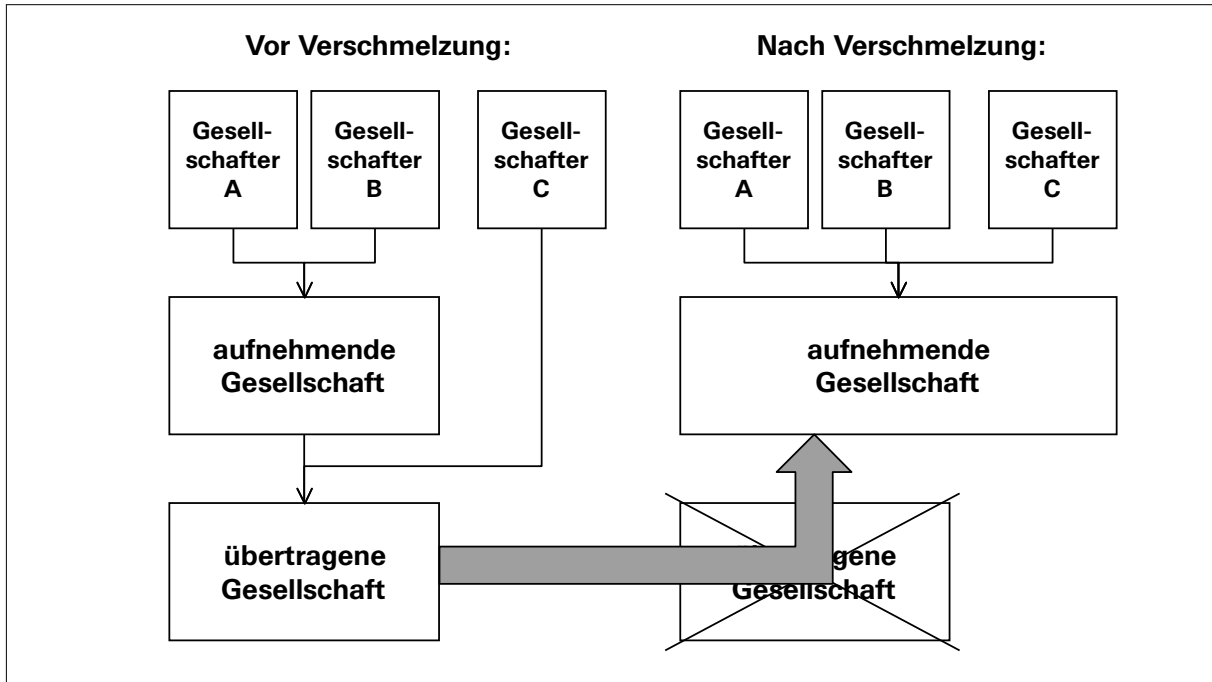 Vor Verschmelzung:
Gesell-
schafter
A
Gesell-
schafter
B
Gesell-
schafter
C
aufnehmende
Gesellschaft
übertragene
Gesellschaft
Nach Verschmelzung:
Gesell-
schafter
A
Gesell-
schafter
B
Gesell-
schafter
C
aufnehmende
Gesellschaft
Gesellschaft